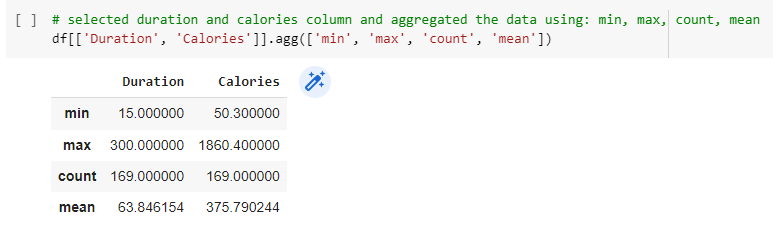 [ ] # selected duration and calories column and aggregated the data using: min, max, count, mean
df[['Duration', 'Calories']].agg(['min', 'max', 'count', 'mean'])
Duration Calories
min 15.000000 50.300000
max 300.000000 1860.400000
count 169.000000 169.000000
mean 63.846154 375.790244